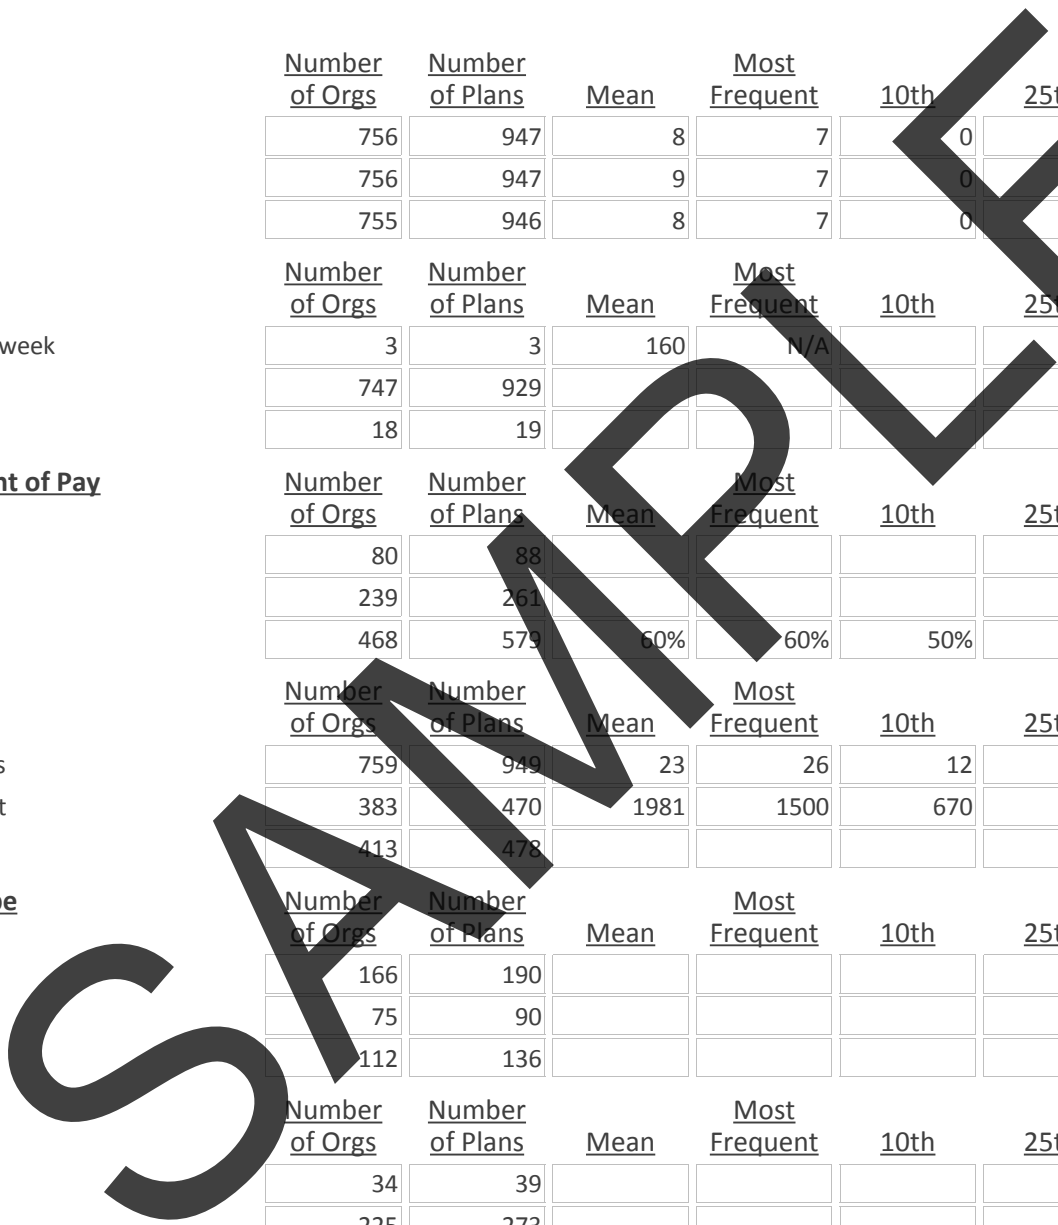 Number Number Most
of Orgs of Plans Mean Frequent 10th 25t
756 947 8 7 0
756 947 9 7 0
755 946 8 7 0
Number Number Most
of Orgs of Plans Mean Frequent 10th 25t
week 3 3 160 N/A
747 929
18 19
nt of Pay Number Number Most
of Orgs of Plans Mean Frequent 10th 25t
80 88
239 261
468 579 60% 60% 50%
Number Number Most
of Orgs of Plans Mean Frequent 10th 25t
s 759 949 23 26 12
t 383 470 1981 1500 670
413 478
pe Number Number Most
of Orgs of Plans Mean Frequent 10th 25t
166 190
75 90
112 136
Number Number Most
of Orgs of Plans Mean Frequent 10th 25t
34 39
225 273
SAMPLE